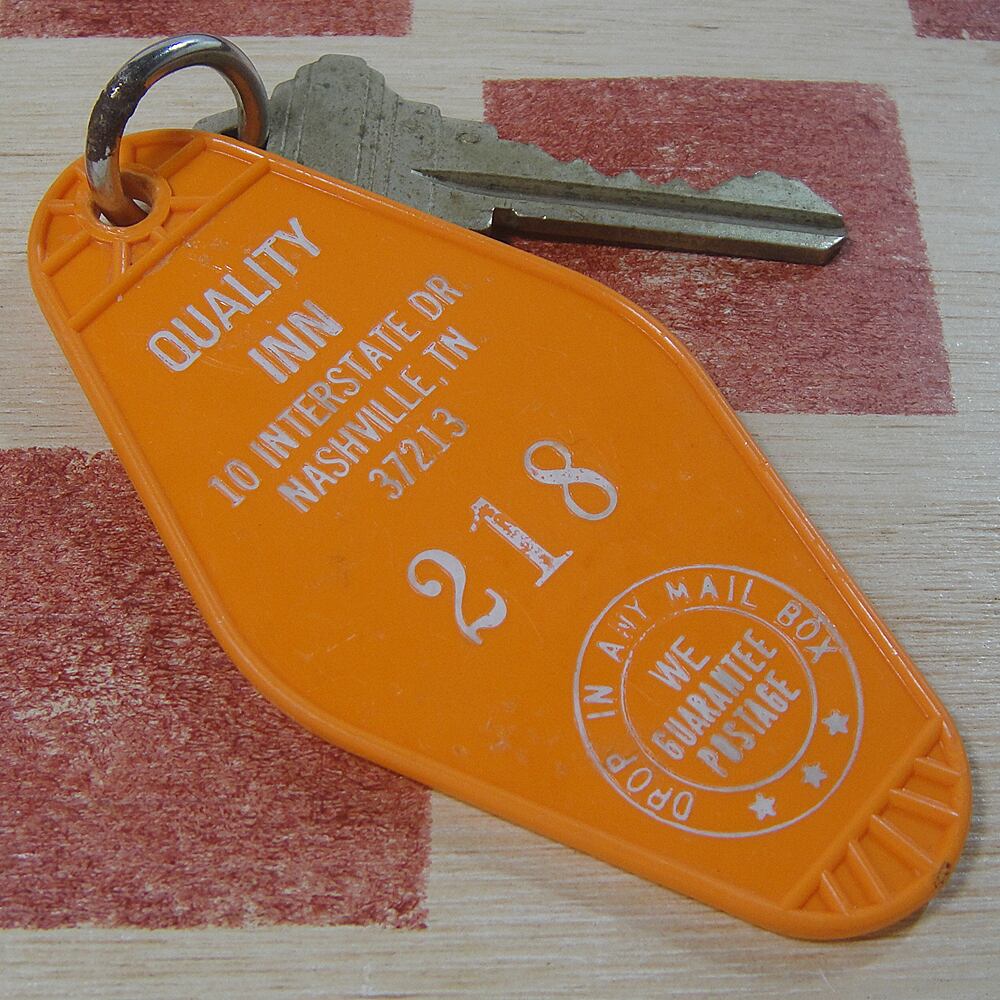 QUALITY
INN
10 INTERSTATE DR
NASHVILLE, TN
37213
218
DROP IN ANY MAIL BOX
WE
GUARANTEE
POSTAGE